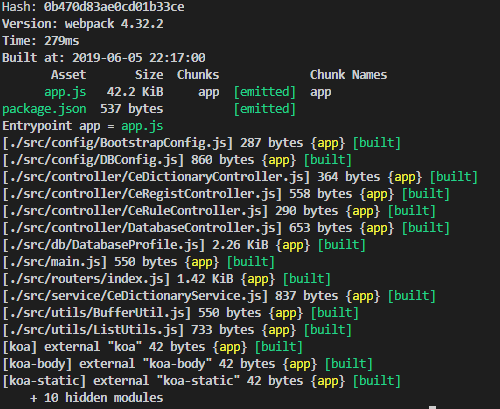 Hash: 0b470d83ae0cd01b33ce
Version: webpack 4.32.2
Time: 279ms
Built at: 2019-06-05 22:17:00
Asset Size Chunks Chunk Names
app.js 42.2 KiB app [emitted] app
package.json 537 bytes [emitted]
Entrypoint app = app.js
[./src/config/BootstrapConfig.js] 287 bytes {app} [built]
[./src/config/DBConfig.js] 860 bytes {app} [built]
[./src/controller/CeDictionaryController.js] 364 bytes {app} [built]
[./src/controller/CeRegistController.js] 558 bytes {app} [built]
[./src/controller/CeRuleController.js] 290 bytes {app} [built]
[./src/controller/DatabaseController.js] 653 bytes {app} [built]
[./src/db/DatabaseProfile.js] 2.26 KiB {app} [built]
[./src/main.js] 550 bytes {app} [built]
[./src/routers/index.js] 1.42 KiB {app} [built]
[./src/service/CeDictionaryService.js] 837 bytes {app} [built]
[./src/utils/BufferUtil.js] 550 bytes {app} [built]
[./src/utils/ListUtils.js] 733 bytes {app} [built]
[koa] external "koa" 42 bytes {app} [built]
[koa-body] external "koa-body" 42 bytes {app} [built]
[koa-static] external "koa-static" 42 bytes {app} [built]
+ 10 hidden modules